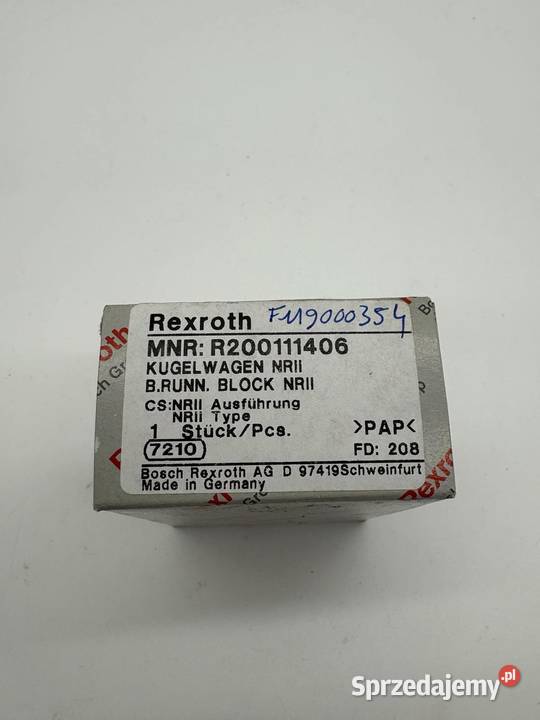 Rexroth FM9000354
MNR: R200111406
KUGELWAGEN NRII
B.RUNN. BLOCK NRII
CS:NRII Ausführung
NRII Type
1 Stück/Pcs. >PAP<
7210 FD: 208
Bosch Rexroth AG D 97419Schweinfurt
Made in Germany
Sprzedajemy.pl